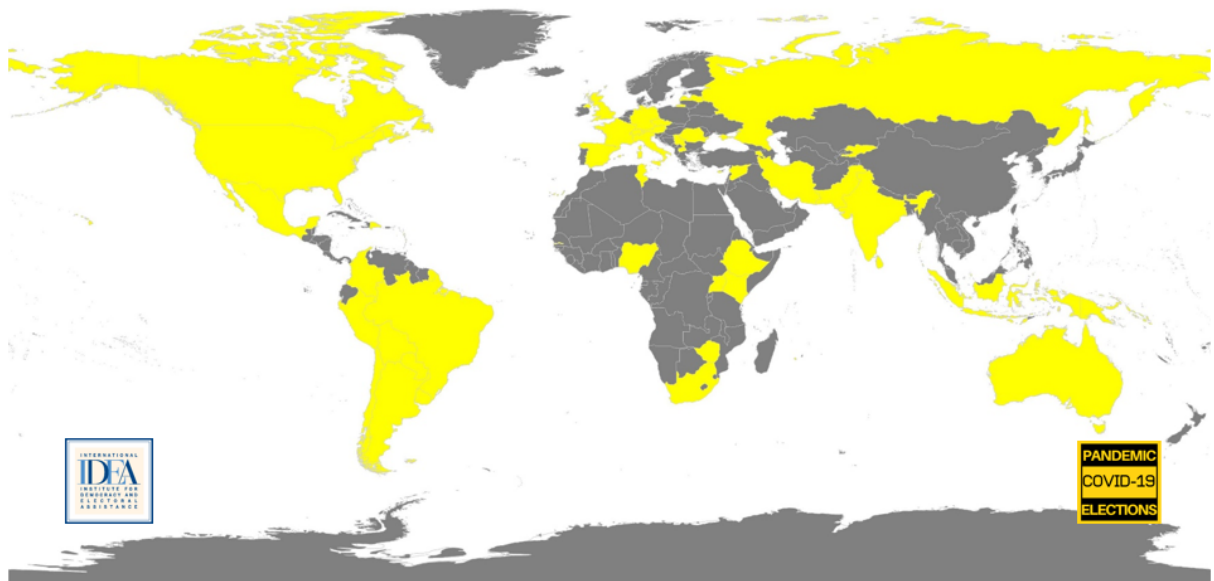 INTERNATIONAL
IDEA
INSTITUTE FOR
DEMOCRACY AND
ELECTORAL
ASSISTANCE
PANDEMIC
COVID-19
ELECTIONS